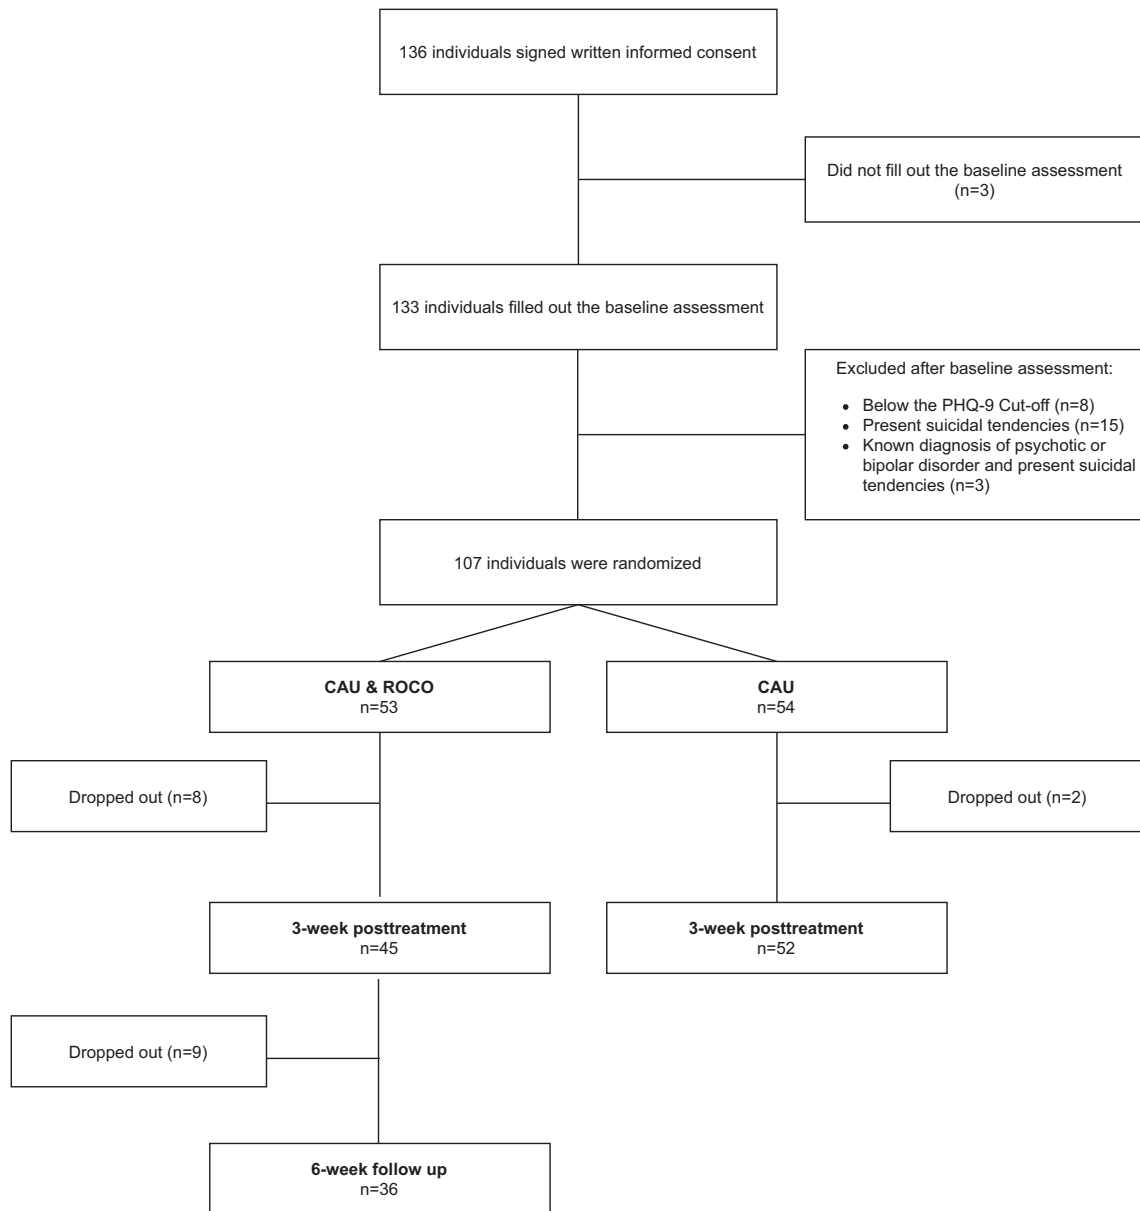 136 individuals signed written informed consent
Did not fill out the baseline assessment
(n=3)
133 individuals filled out the baseline assessment
Excluded after baseline assessment:
• Below the PHQ-9 Cut-off (n=8)
• Present suicidal tendencies (n=15)
• Known diagnosis of psychotic or
bipolar disorder and present suicidal
tendencies (n=3)
107 individuals were randomized
CAU & ROCO
n=53
CAU
n=54
Dropped out (n=8)
Dropped out (n=2)
3-week posttreatment
n=45
3-week posttreatment
n=52
Dropped out (n=9)
6-week follow up
n=36